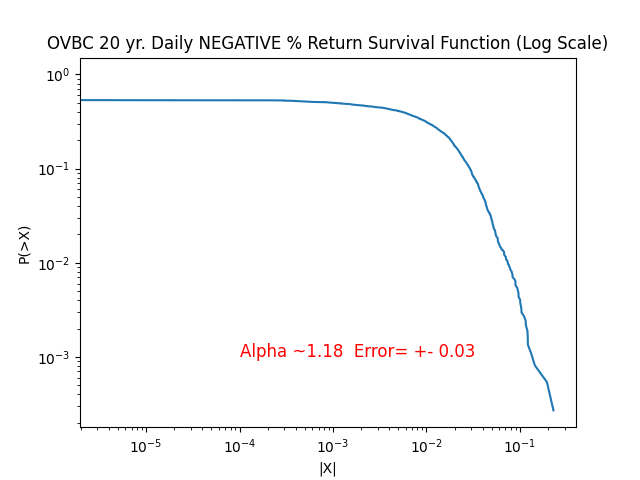 OVBC 20 yr. Daily NEGATIVE % Return Survival Function (Log Scale)
10⁰
10⁻¹
10⁻²
10⁻³
P(>X)
Alpha ~1.18  Error= +- 0.03
10⁻⁵ 10⁻⁴ 10⁻³ 10⁻² 10⁻¹
|X|